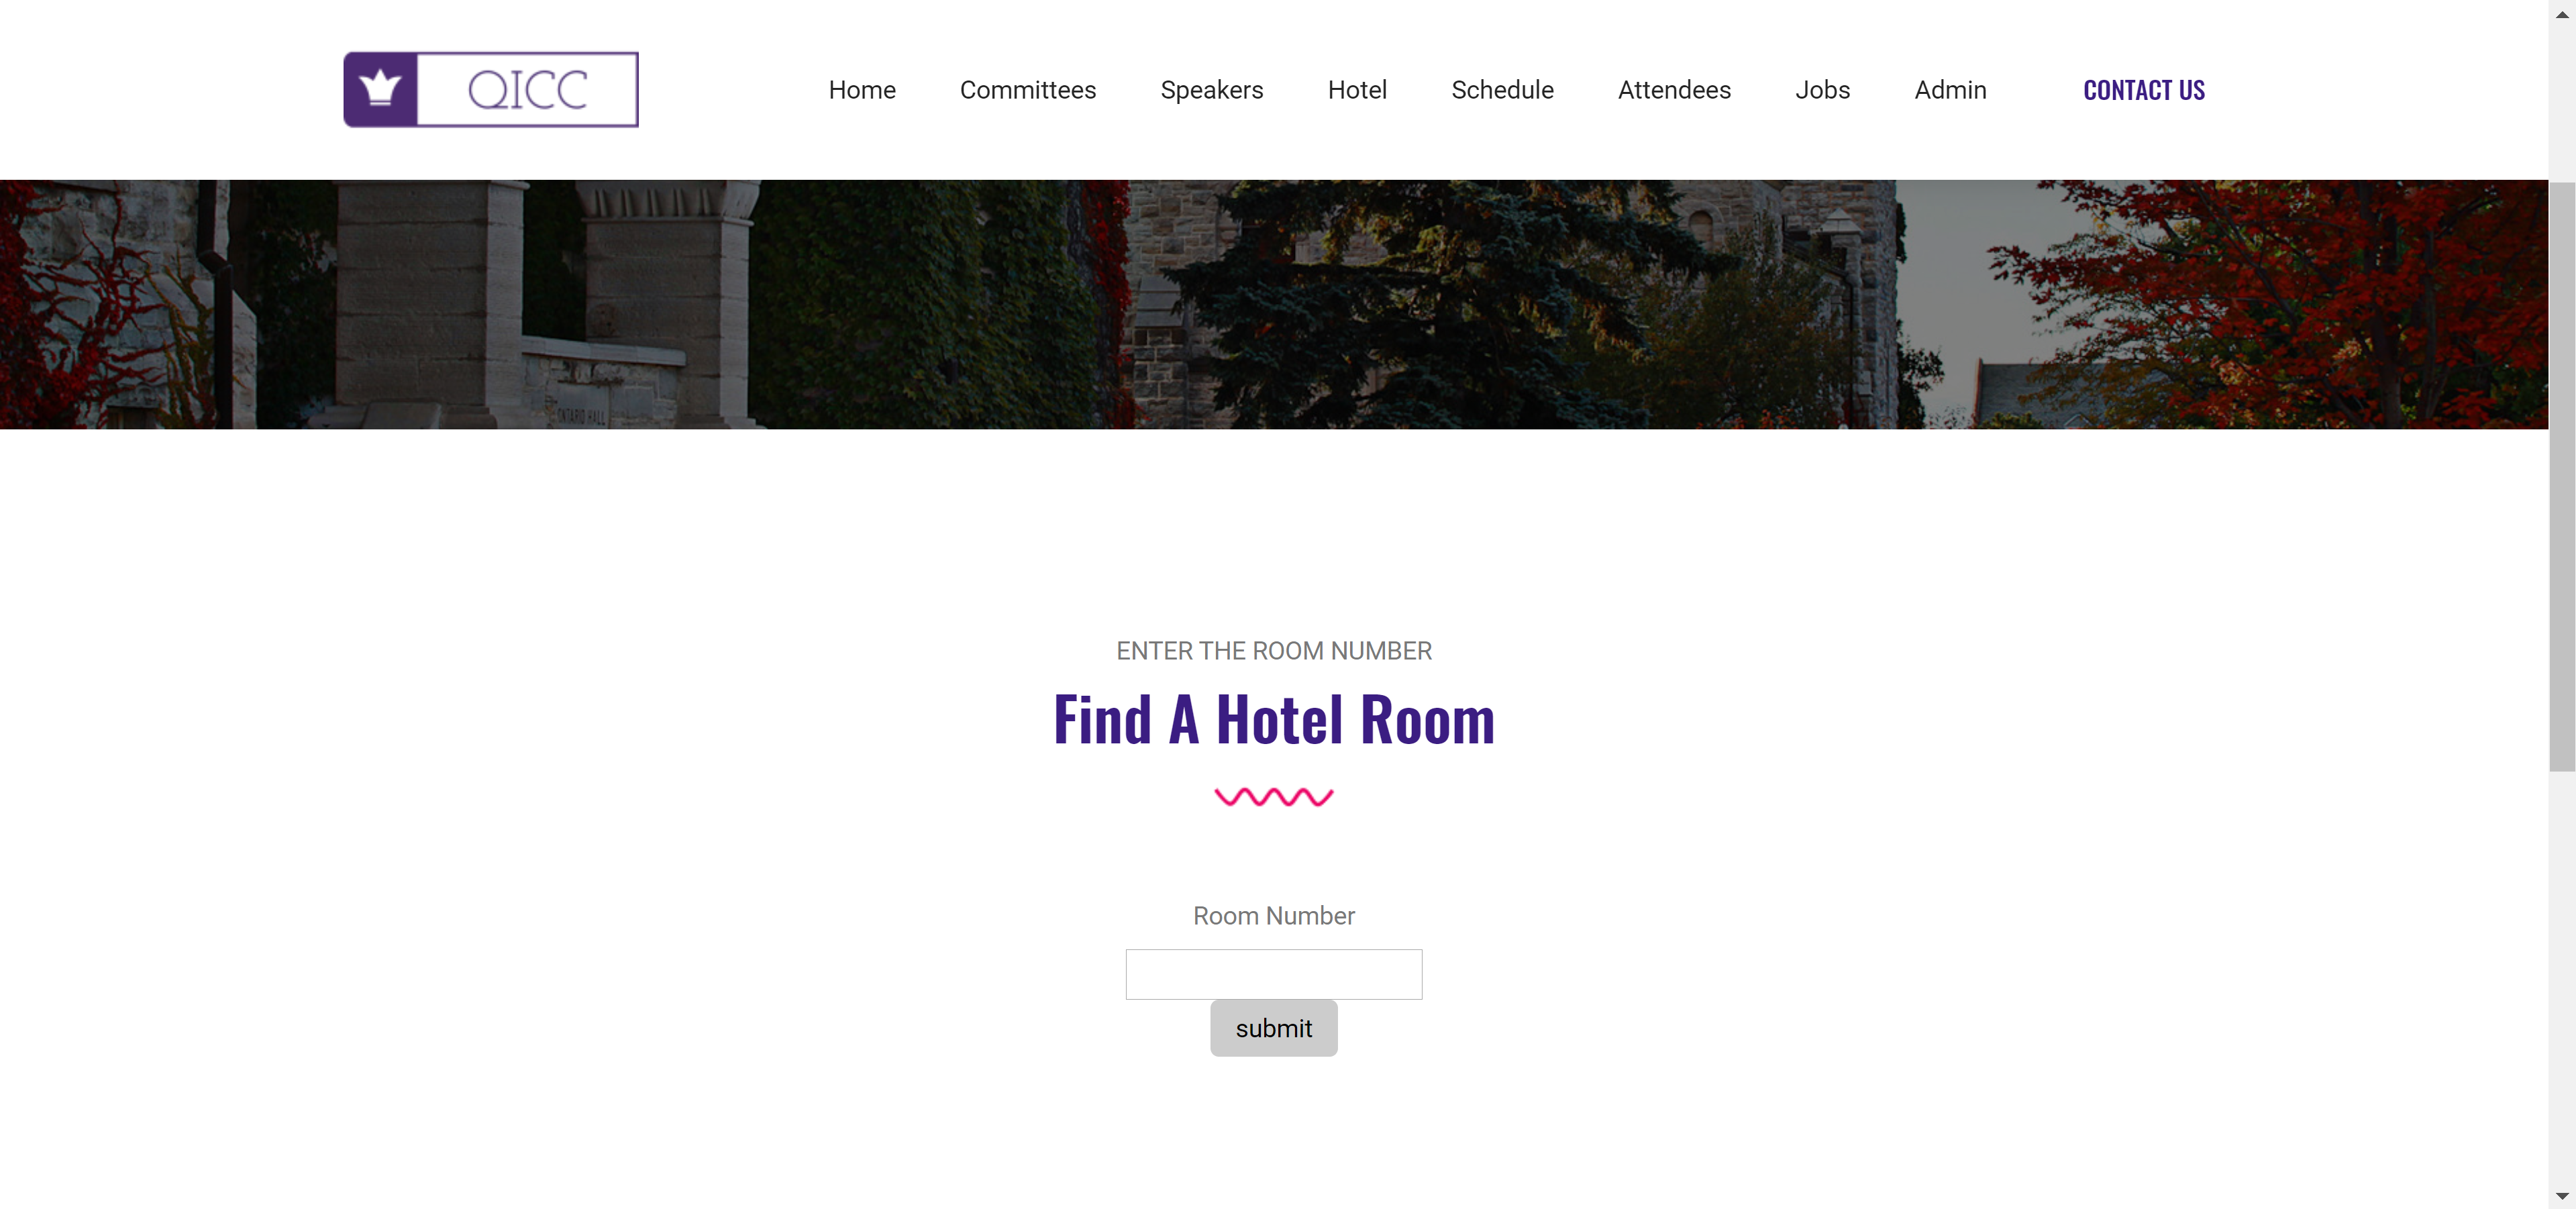 QICC
Home Committees Speakers Hotel Schedule Attendees Jobs Admin CONTACT US
ONTARIO HALL
ENTER THE ROOM NUMBER
Find A Hotel Room
Room Number
submit